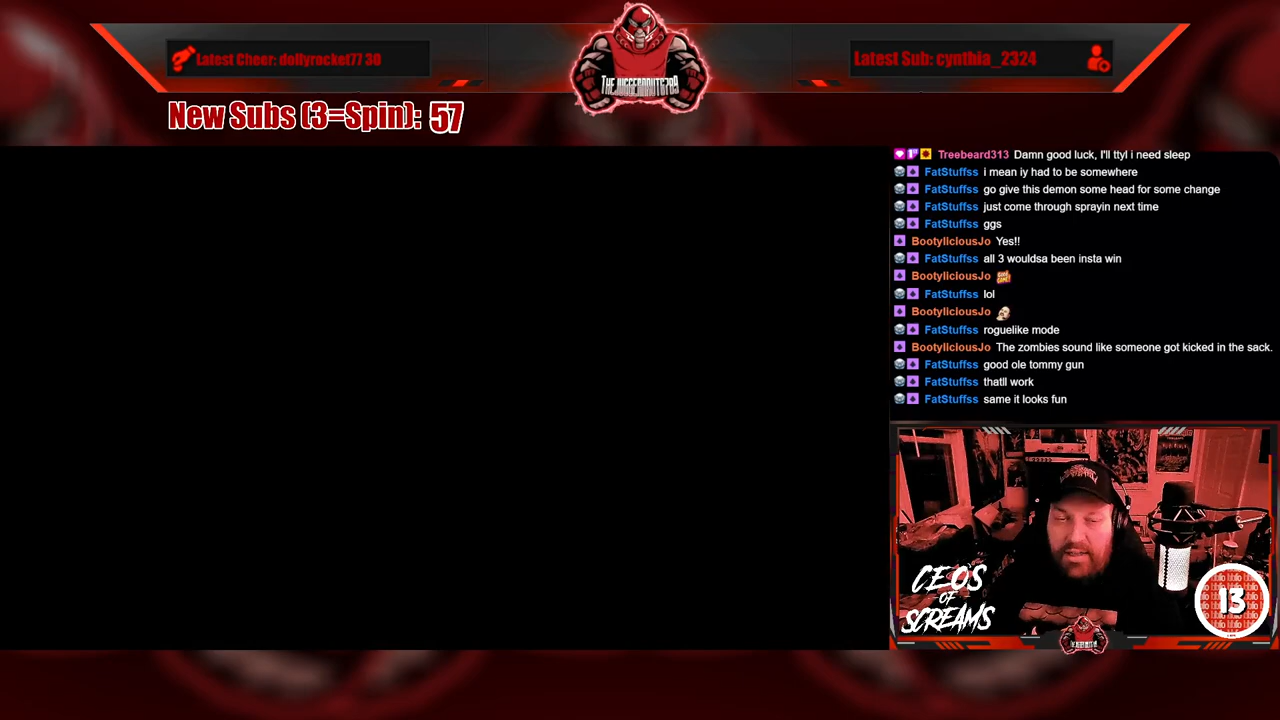 Latest Cheer: dollyrocket77 30
THEJUGGERNAUT6789
Latest Sub: cynthia_2324
New Subs (3=Spin): 57
Treebeard313 Damn good luck, I'll ttyl i need sleep
FatStuffss i mean iy had to be somewhere
FatStuffss go give this demon some head for some change
FatStuffss just come through sprayin next time
FatStuffss ggs
BootyliciousJo Yes!!
FatStuffss all 3 wouldsa been insta win
BootyliciousJo
FatStuffss lol
BootyliciousJo
FatStuffss roguelike mode
BootyliciousJo The zombies sound like someone got kicked in the sack.
FatStuffss good ole tommy gun
FatStuffss thatll work
FatStuffss same it looks fun
CEO'S
OF
SCREAMS
13